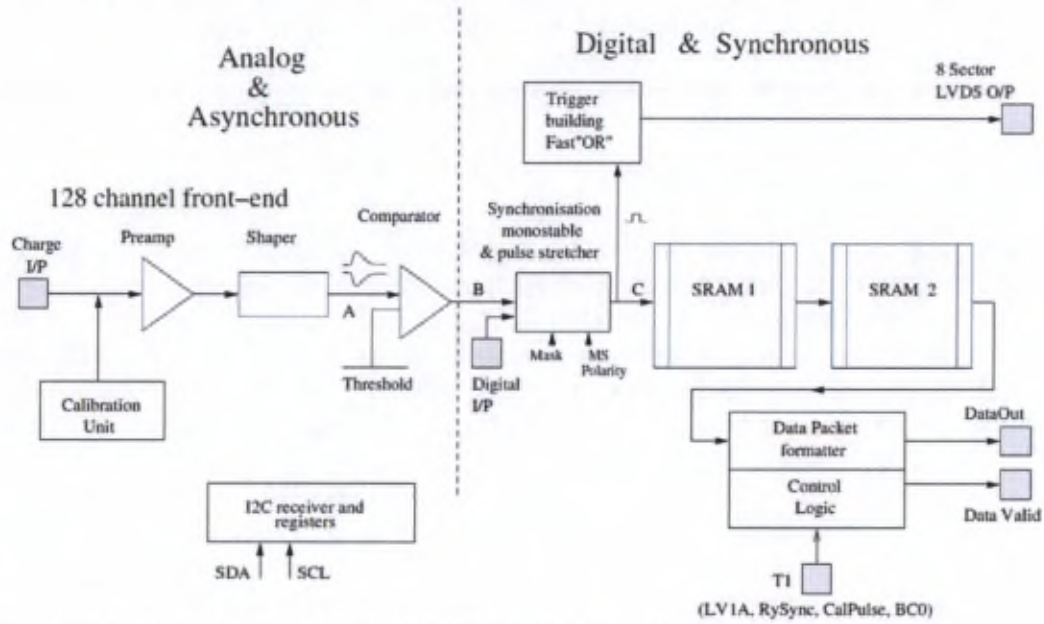 Analog
&
Asynchronous
Digital & Synchronous
8 Sector
LVDS O/P
Trigger
building
Fast"OR"
128 channel front-end
Charge
I/P
Preamp
Shaper
Comparator
Synchronisation
monostable
& pulse stretcher
A
B
C
SRAM 1
SRAM 2
Threshold
Digital
I/P
Mask
MS
Polarity
Calibration
Unit
Data Packet
formatter
Control
Logic
DataOut
Data Valid
I2C receiver and
registers
SDA
SCL
T1
(LV1A, RySync, CalPulse, BC0)